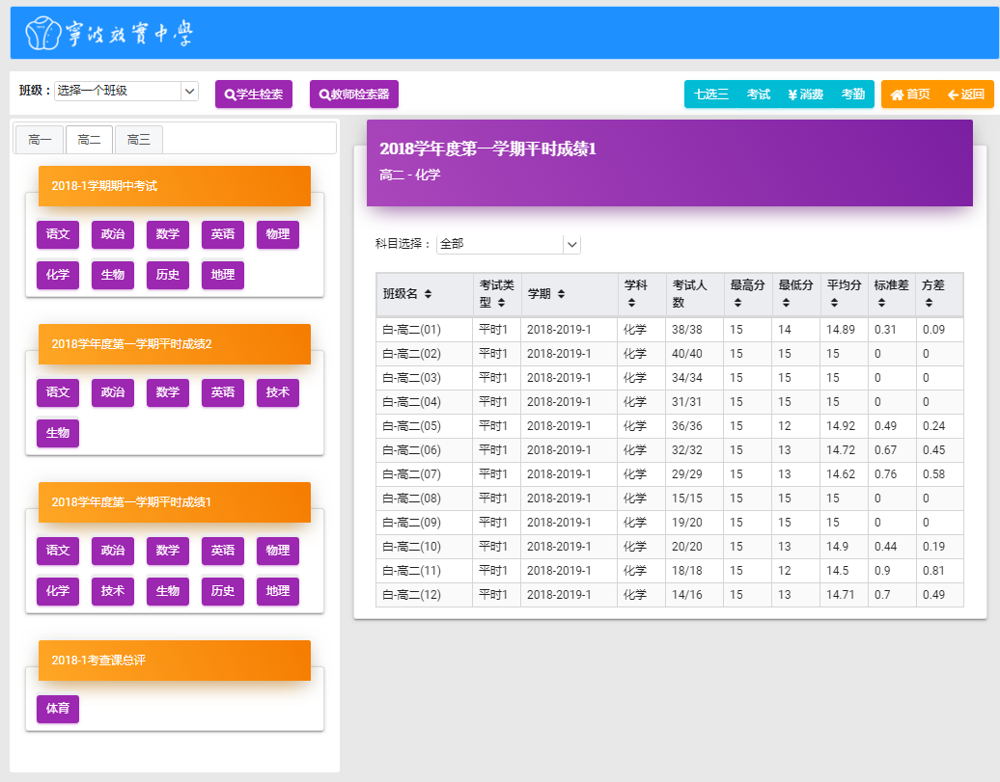 寧波效實中學
班级： 选择一个班级 学生检索 教师检索器 七选三 考试 ¥ 消费 考勤 首页 返回
高一 高二 高三
2018-1学期期中考试
语文 政治 数学 英语 物理
化学 生物 历史 地理
2018学年度第一学期平时成绩2
语文 政治 数学 英语 技术
生物
2018学年度第一学期平时成绩1
语文 政治 数学 英语 物理
化学 技术 生物 历史 地理
2018-1考查课总评
体育
2018学年度第一学期平时成绩1
高二 - 化学
科目选择： 全部
班级名 考试类型 学期 学科 考试人数 最高分 最低分 平均分 标准差 方差
白-高二(01) 平时1 2018-2019-1 化学 38/38 15 14 14.89 0.31 0.09
白-高二(02) 平时1 2018-2019-1 化学 40/40 15 15 15 0 0
白-高二(03) 平时1 2018-2019-1 化学 34/34 15 15 15 0 0
白-高二(04) 平时1 2018-2019-1 化学 31/31 15 15 15 0 0
白-高二(05) 平时1 2018-2019-1 化学 36/36 15 12 14.92 0.49 0.24
白-高二(06) 平时1 2018-2019-1 化学 32/32 15 13 14.72 0.67 0.45
白-高二(07) 平时1 2018-2019-1 化学 29/29 15 13 14.62 0.76 0.58
白-高二(08) 平时1 2018-2019-1 化学 15/15 15 15 15 0 0
白-高二(09) 平时1 2018-2019-1 化学 19/20 15 15 15 0 0
白-高二(10) 平时1 2018-2019-1 化学 20/20 15 13 14.9 0.44 0.19
白-高二(11) 平时1 2018-2019-1 化学 18/18 15 12 14.5 0.9 0.81
白-高二(12) 平时1 2018-2019-1 化学 14/16 15 13 14.71 0.7 0.49